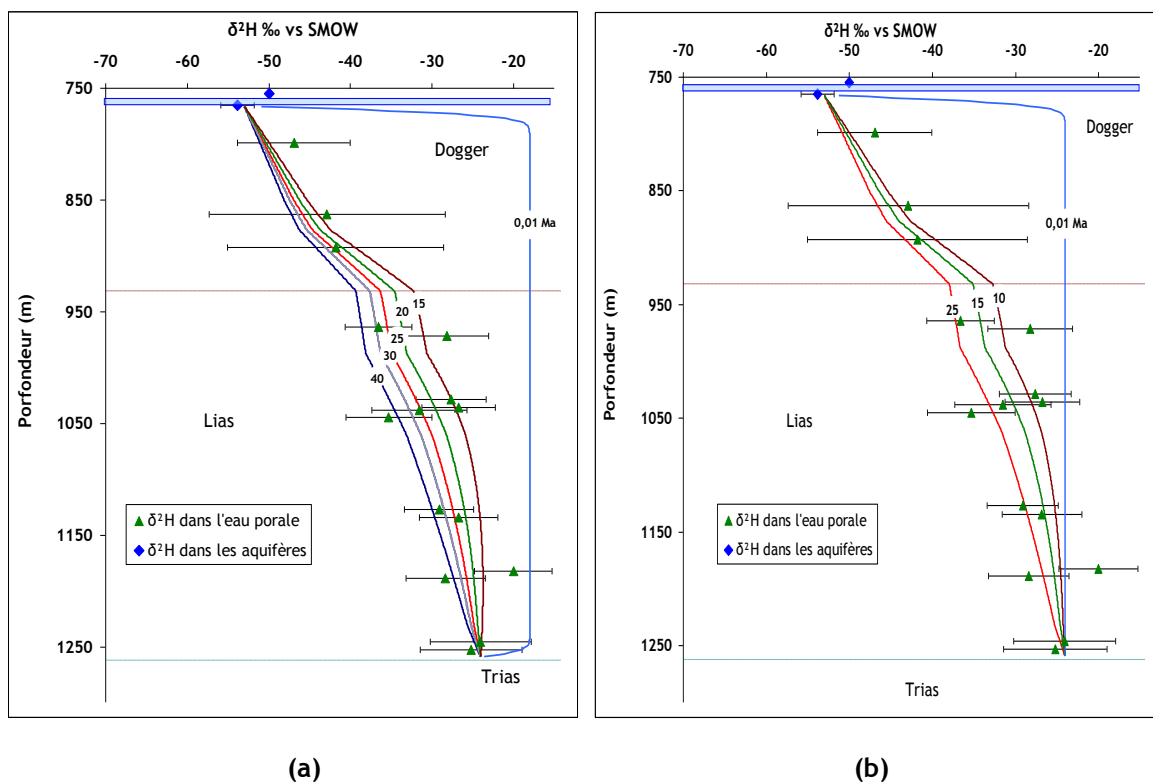 δ²H ‰ vs SMOW
-70 -60 -50 -40 -30 -20
750
850
950
1050
1150
1250
Porfondeur (m)
Dogger
0,01 Ma
15
20
25
30
40
Lias
δ²H dans l'eau porale
δ²H dans les aquifères
Trias
(a)
δ²H ‰ vs SMOW
-70 -60 -50 -40 -30 -20
750
850
950
1050
1150
1250
Porfondeur (m)
Dogger
0,01 Ma
10
15
25
Lias
δ²H dans l'eau porale
δ²H dans les aquifères
Trias
(b)